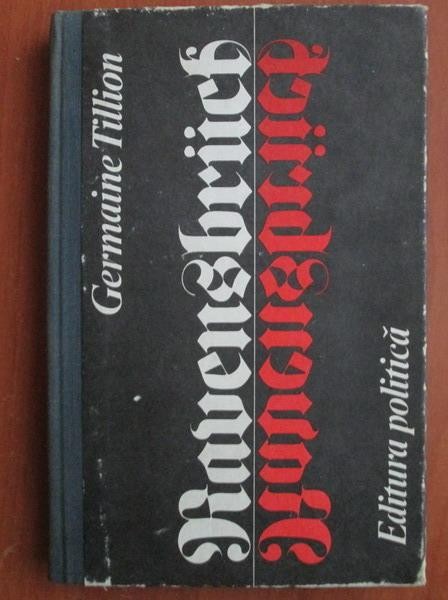 Germaine Tillion
Ravensbrück
Ravensbrück
Editura politică